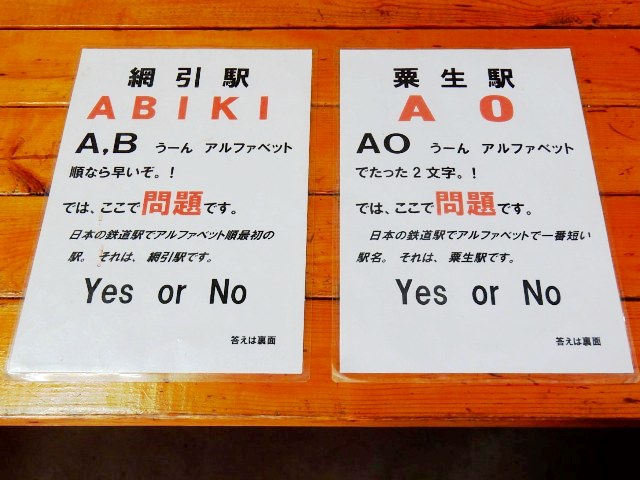 網引駅
ABIKI
A,B うーん アルファベット
順なら早いぞ。!
では、ここで問題です。
日本の鉄道駅でアルファベット順最初の
駅。 それは、 網引駅です。
Yes or No
答えは裏面
粟生駅
AO
AO うーん アルファベット
でたった2文字。!
では、ここで問題です。
日本の鉄道駅でアルファベットで一番短い
駅名。 それは、 粟生駅です。
Yes or No
答えは裏面